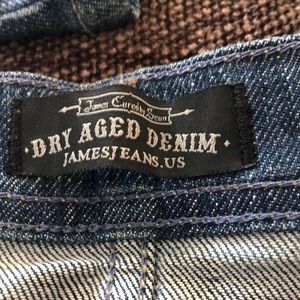 James Cured by Seun
·DRY AGED DENIM·
JAMESJEANS.US